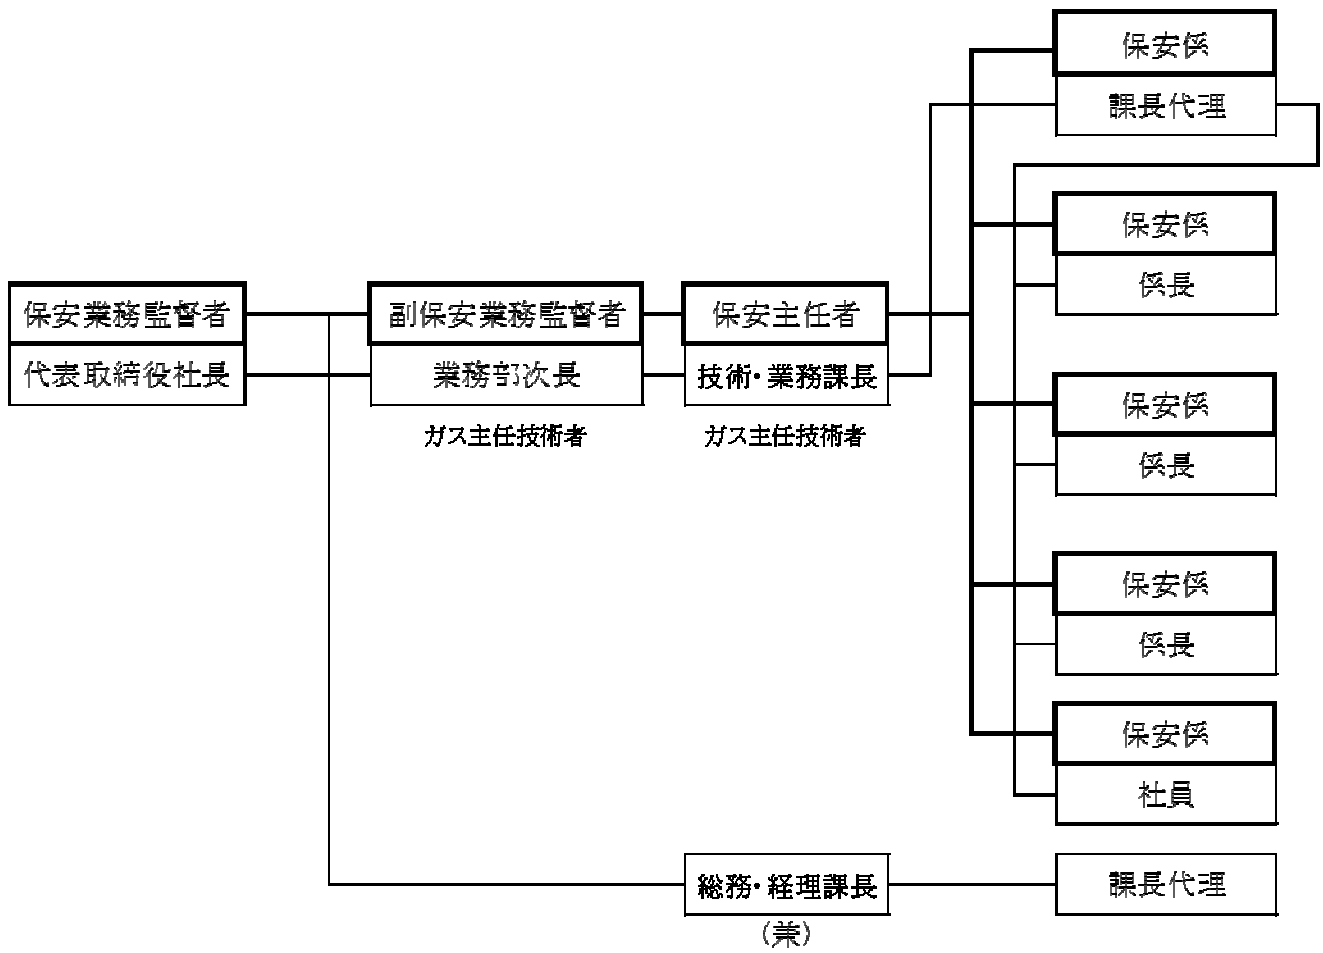 保安係
課長代理
保安係
係長
保安業務監督者
代表取締役社長
副保安業務監督者
業務部次長
ガス主任技術者
保安主任者
技術・業務課長
ガス主任技術者
保安係
係長
保安係
係長
保安係
社員
総務・経理課長
(兼)
課長代理